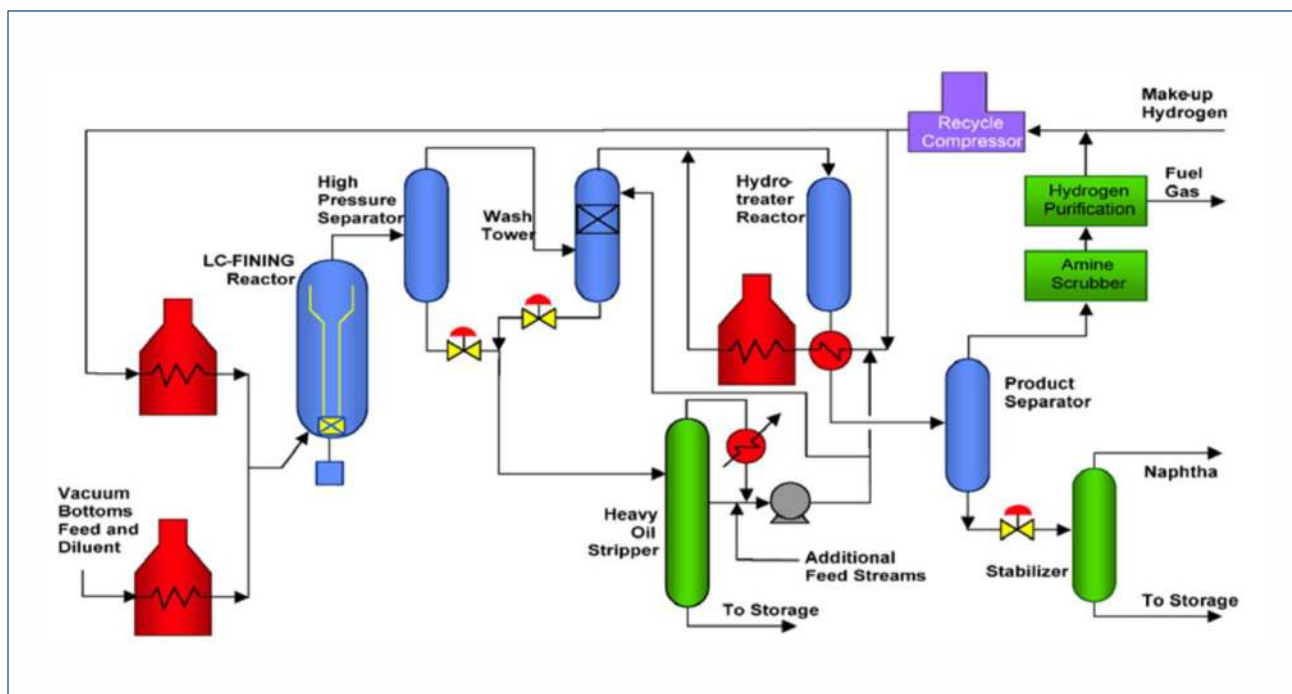 Make-up
Hydrogen
Recycle
Compressor
High
Pressure
Separator
Wash
Tower
Hydro-
treater
Reactor
Hydrogen
Purification
Fuel
Gas
LC-FINING
Reactor
Amine
Scrubber
Product
Separator
Vacuum
Bottoms
Feed and
Diluent
Heavy
Oil
Stripper
Additional
Feed Streams
To Storage
Naphtha
Stabilizer
To Storage